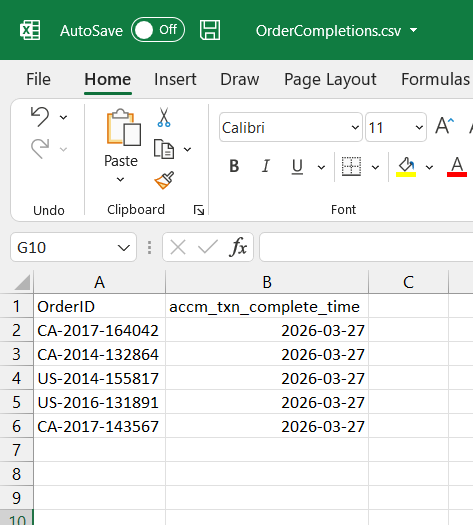 AutoSave Off OrderCompletions.csv
File Home Insert Draw Page Layout Formulas
Calibri 11 A A
Paste B I U A
Undo Clipboard Font
G10 fx
A B C
1 OrderID accm_txn_complete_time
2 CA-2017-164042 2026-03-27
3 CA-2014-132864 2026-03-27
4 US-2014-155817 2026-03-27
5 US-2016-131891 2026-03-27
6 CA-2017-143567 2026-03-27
7
8
9
10